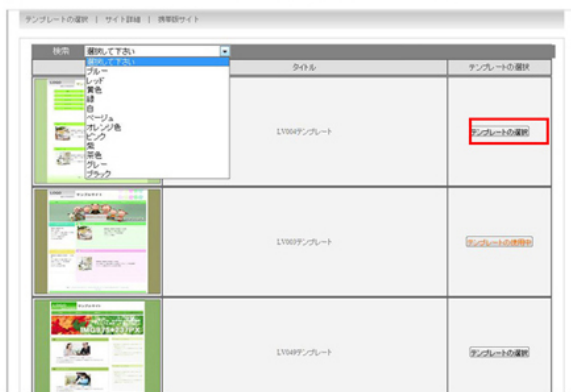 テンプレートの選択 | サイト詳細 | 携帯版サイト
検索 選択して下さい
タイトル テンプレートの選択
選択して下さい
ブルー
レッド
黄色
緑
白
ベージュ
オレンジ色
ピンク
紫
茶色
グレー
ブラック
LV004テンプレート テンプレートの選択
LV003テンプレート テンプレートの使用中
LV049テンプレート テンプレートの選択